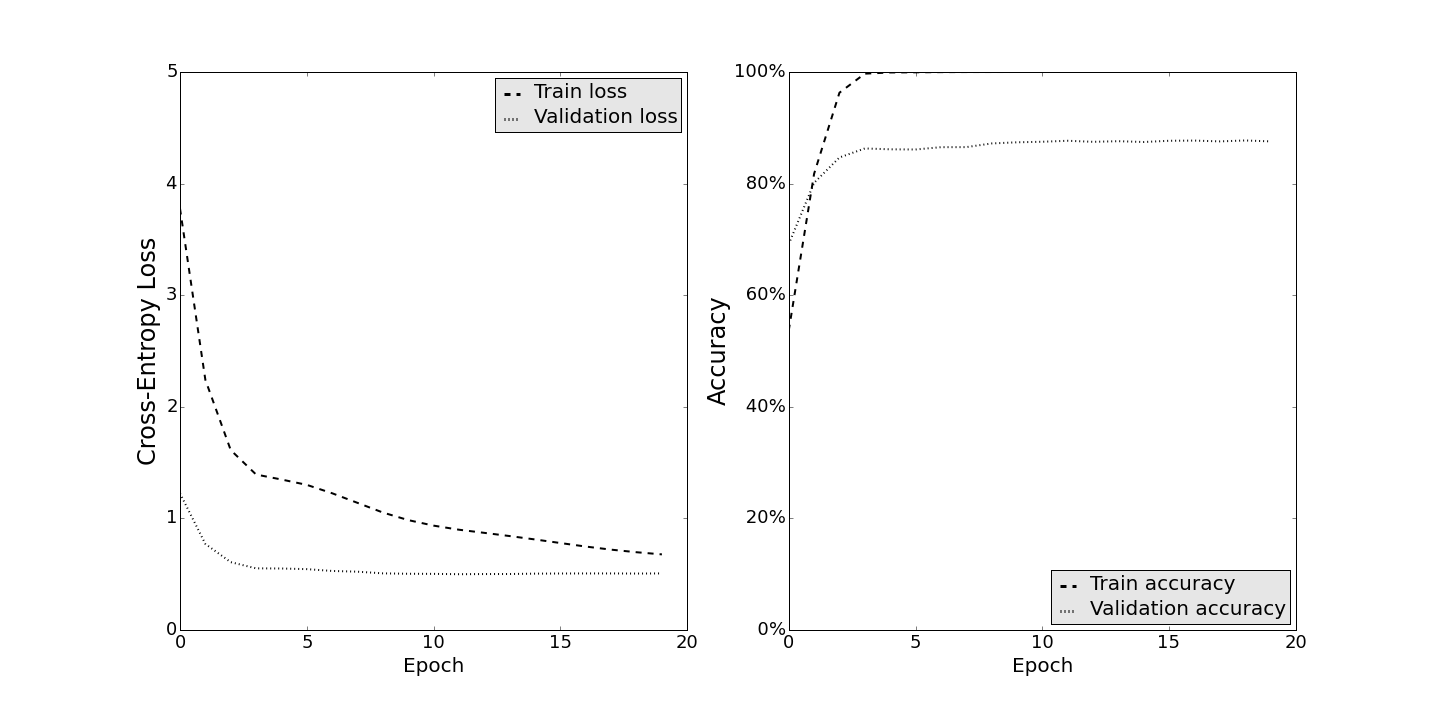 5
4
3
2
1
0
0
5
10
15
20
Cross-Entropy Loss
Epoch
Train loss
Validation loss
100%
80%
60%
40%
20%
0%
0
5
10
15
20
Accuracy
Epoch
Train accuracy
Validation accuracy